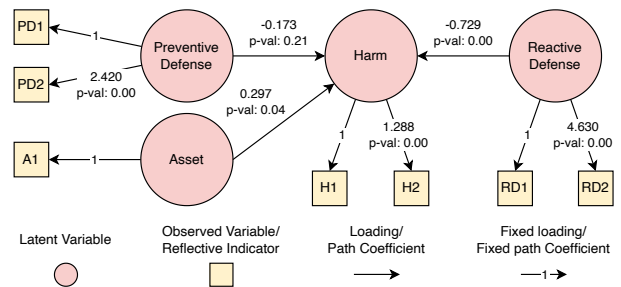 PD1
1
PD2
2.420
p-val: 0.00
Preventive
Defense
-0.173
p-val: 0.21
Harm
-0.729
p-val: 0.00
Reactive
Defense
0.297
p-val: 0.04
A1
1
Asset
1
1.288
p-val: 0.00
H1
H2
1
4.630
p-val: 0.00
RD1
RD2
Latent Variable
Observed Variable/
Reflective Indicator
Loading/
Path Coefficient
Fixed loading/
Fixed path Coefficient
1